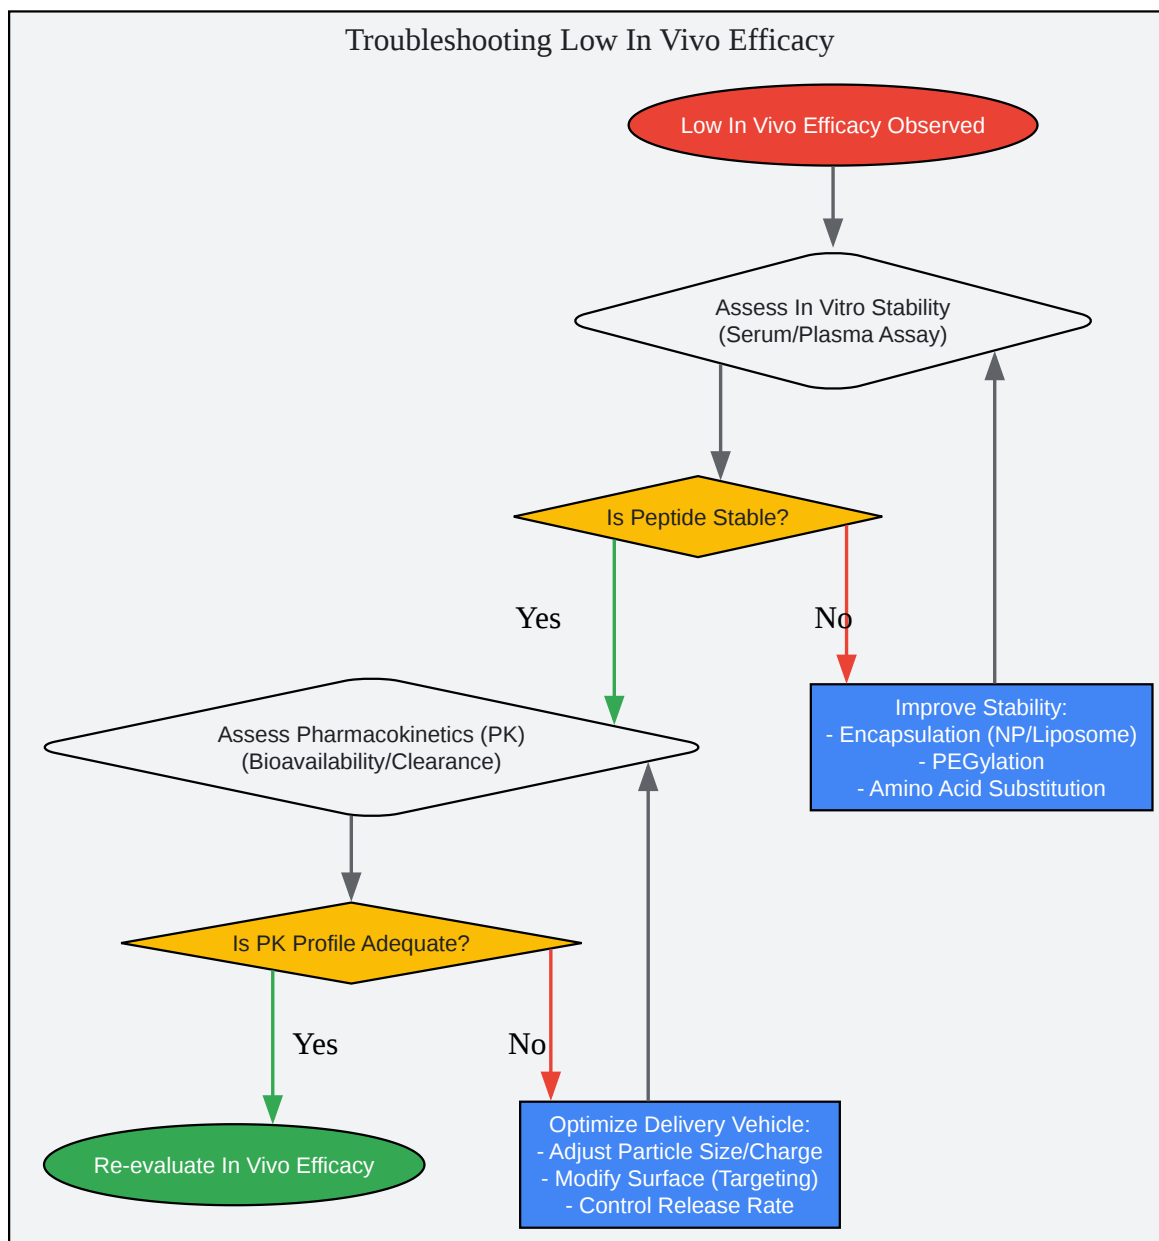 Troubleshooting Low In Vivo Efficacy
Low In Vivo Efficacy Observed
Assess In Vitro Stability
(Serum/Plasma Assay)
Is Peptide Stable?
Yes
No
Improve Stability:
- Encapsulation (NP/Liposome)
- PEGylation
- Amino Acid Substitution
Assess Pharmacokinetics (PK)
(Bioavailability/Clearance)
Is PK Profile Adequate?
Yes
No
Optimize Delivery Vehicle:
- Adjust Particle Size/Charge
- Modify Surface (Targeting)
- Control Release Rate
Re-evaluate In Vivo Efficacy